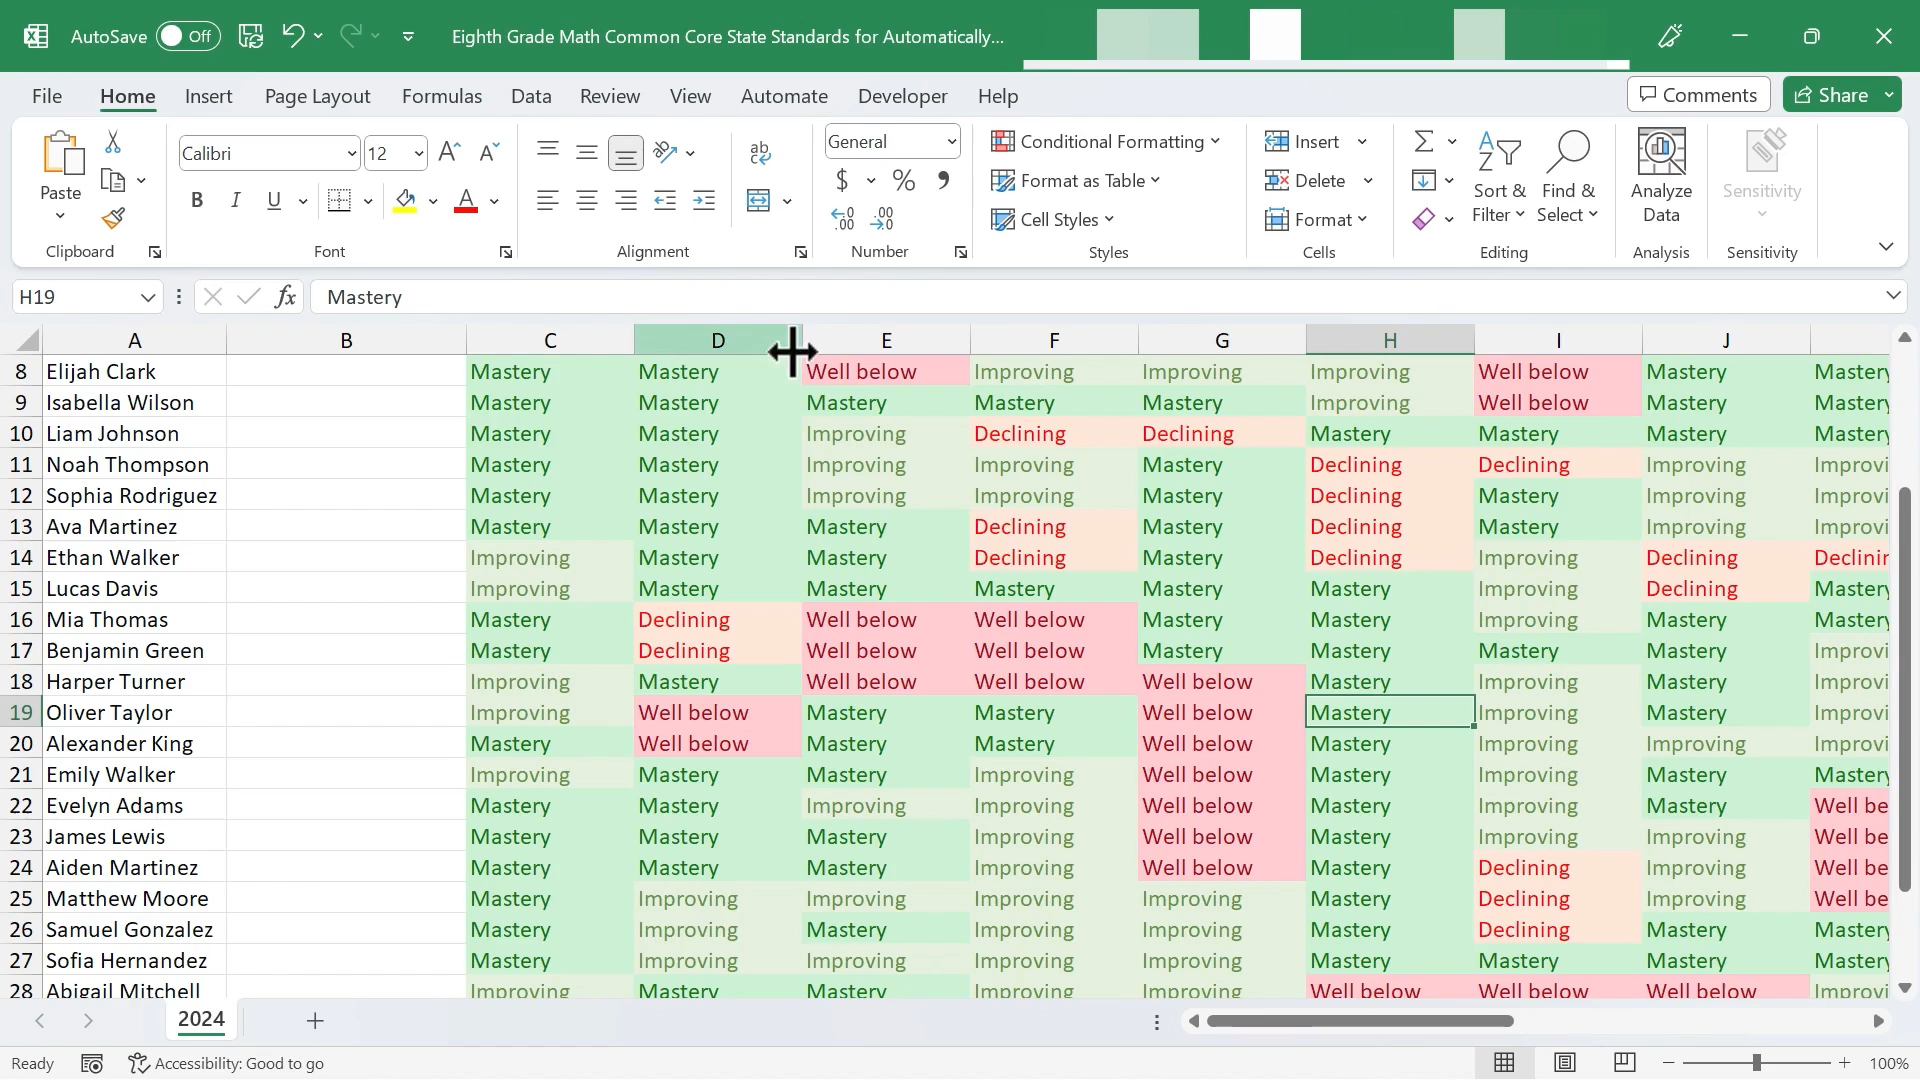 AutoSave Off Eighth Grade Math Common Core State Standards for Automatically...
File Home Insert Page Layout Formulas Data Review View Automate Developer Help Comments Share
Calibri 12 ab General Conditional Formatting Insert
Paste B I U A $ % Format as Table Delete Sort & Filter Find & Select Analyze Data Sensitivity
Cell Styles Format
Clipboard Font Alignment Number Styles Cells Editing Analysis Sensitivity
H19 fx Mastery
A B C D E F G H I J
8 Elijah Clark Mastery Mastery Well below Improving Improving Improving Well below Mastery Mastery
9 Isabella Wilson Mastery Mastery Mastery Mastery Mastery Improving Well below Mastery Mastery
10 Liam Johnson Mastery Mastery Improving Declining Declining Mastery Mastery Mastery Mastery
11 Noah Thompson Mastery Mastery Improving Improving Mastery Declining Declining Improving Improvi
12 Sophia Rodriguez Mastery Mastery Improving Improving Mastery Declining Mastery Improving Improvi
13 Ava Martinez Mastery Mastery Mastery Declining Mastery Declining Mastery Improving Improvi
14 Ethan Walker Improving Mastery Mastery Declining Mastery Declining Improving Declining Declinin
15 Lucas Davis Improving Mastery Mastery Mastery Mastery Mastery Improving Declining Mastery
16 Mia Thomas Mastery Declining Well below Well below Mastery Mastery Improving Mastery Mastery
17 Benjamin Green Mastery Declining Well below Well below Mastery Mastery Mastery Mastery Improvi
18 Harper Turner Improving Mastery Well below Well below Well below Mastery Improving Mastery Improvi
19 Oliver Taylor Improving Well below Mastery Mastery Well below Mastery Improving Mastery Improvi
20 Alexander King Mastery Well below Mastery Mastery Well below Mastery Improving Improving Improvi
21 Emily Walker Improving Mastery Mastery Improving Well below Mastery Improving Mastery Mastery
22 Evelyn Adams Mastery Mastery Improving Improving Well below Mastery Improving Mastery Well be
23 James Lewis Mastery Mastery Mastery Improving Well below Mastery Improving Improving Well be
24 Aiden Martinez Mastery Mastery Mastery Improving Well below Mastery Declining Improving Well be
25 Matthew Moore Mastery Improving Improving Improving Improving Mastery Declining Improving Well be
26 Samuel Gonzalez Mastery Improving Mastery Improving Improving Mastery Declining Mastery Mastery
27 Sofia Hernandez Mastery Improving Improving Improving Improving Mastery Mastery Mastery Mastery
28 Abigail Mitchell Improving Mastery Mastery Improving Improving Well below Well below Well below Improvi
2024
Ready Accessibility: Good to go 100%